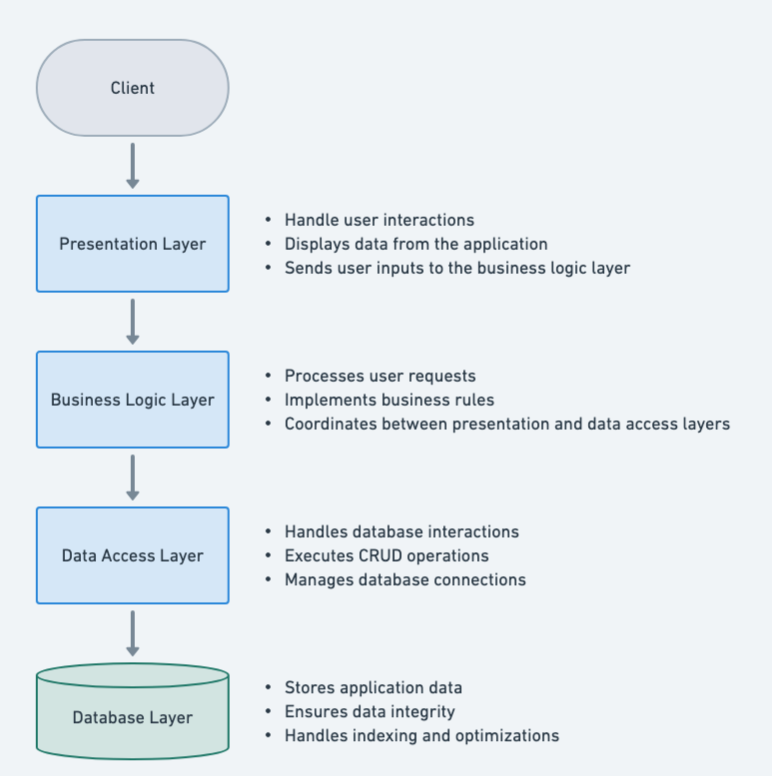 Client
Presentation Layer
• Handle user interactions
• Displays data from the application
• Sends user inputs to the business logic layer
Business Logic Layer
• Processes user requests
• Implements business rules
• Coordinates between presentation and data access layers
Data Access Layer
• Handles database interactions
• Executes CRUD operations
• Manages database connections
Database Layer
• Stores application data
• Ensures data integrity
• Handles indexing and optimizations